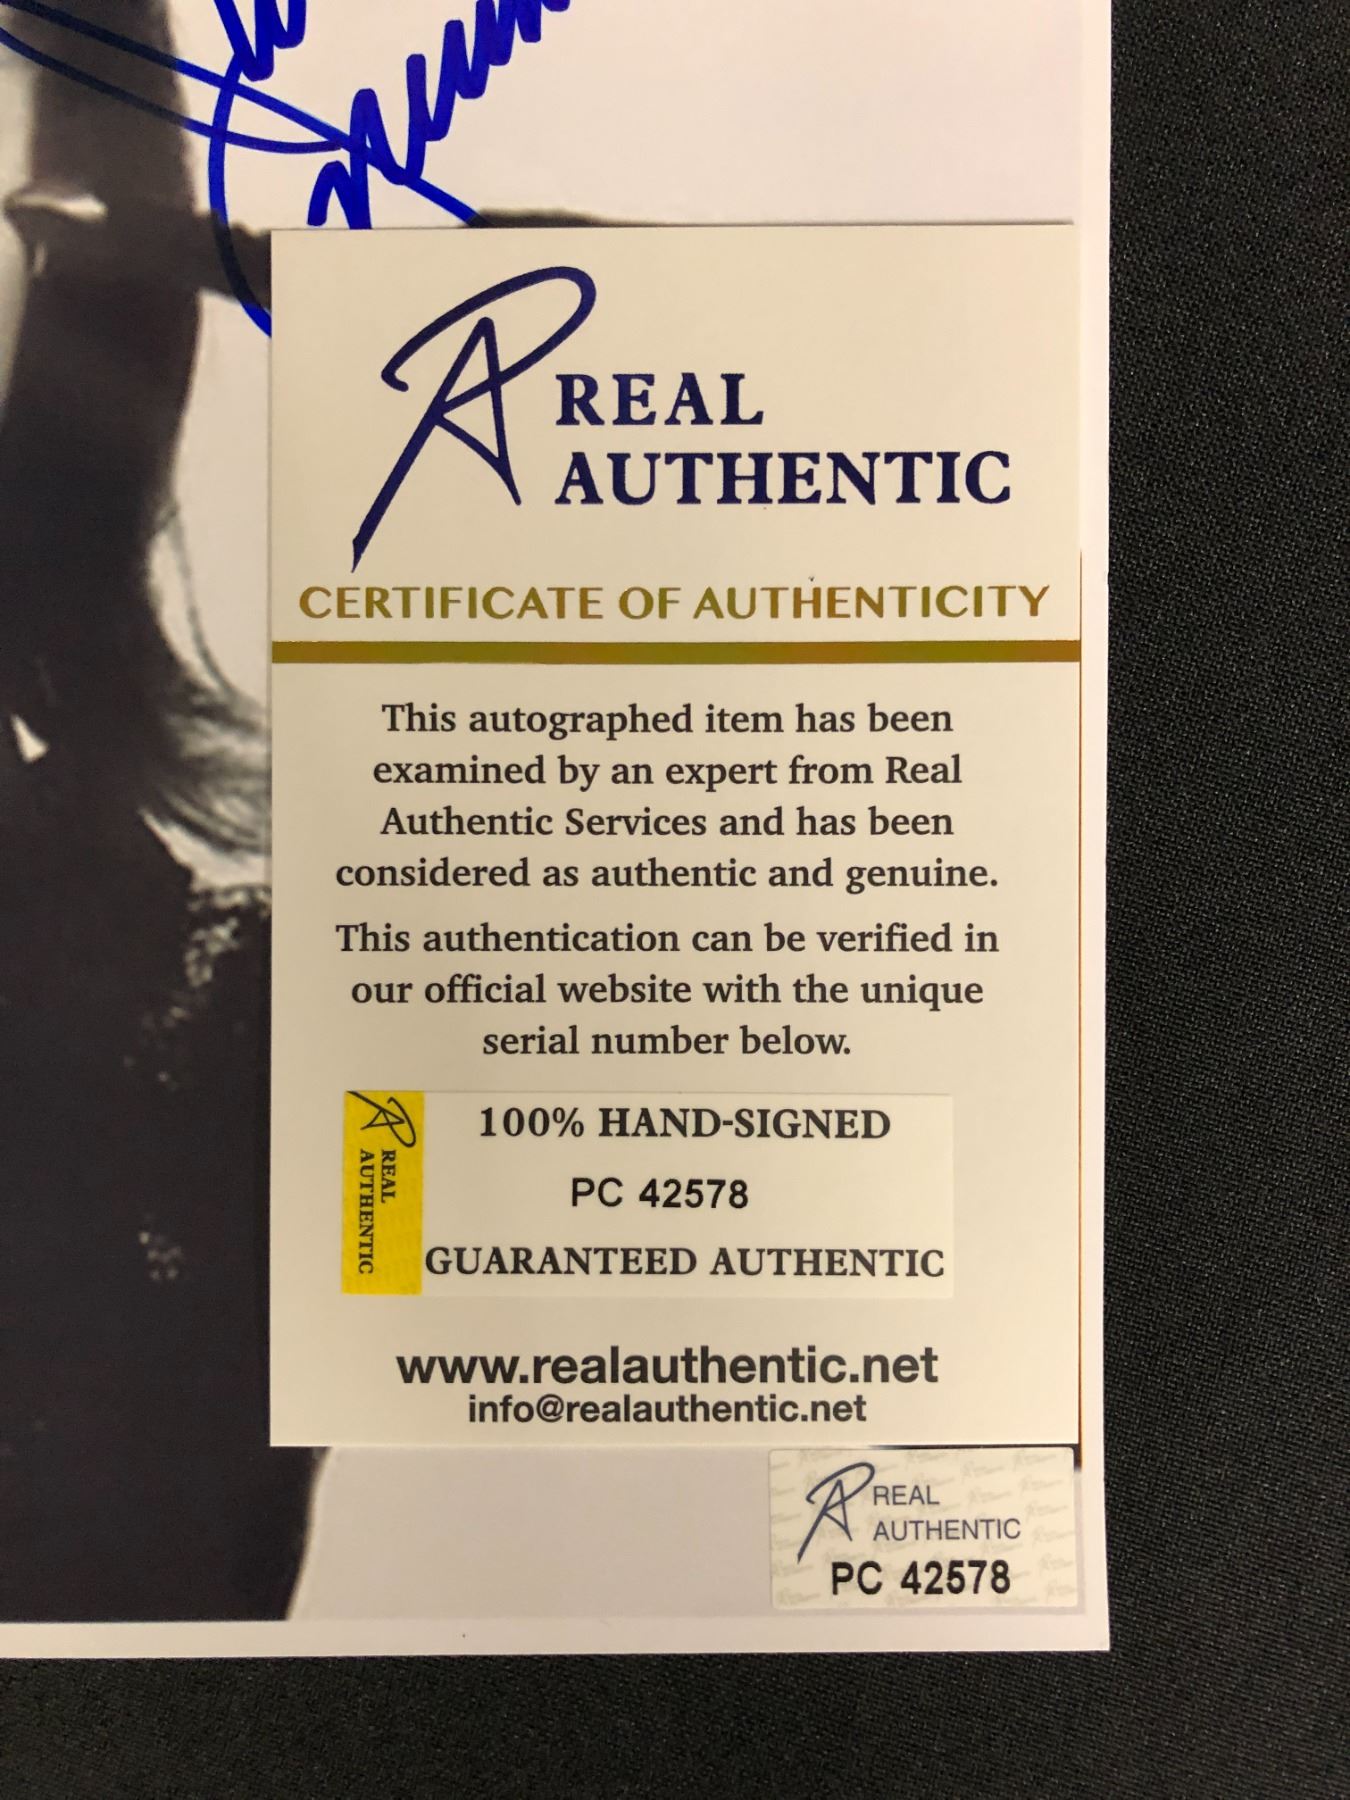 REAL
AUTHENTIC
CERTIFICATE OF AUTHENTICITY
This autographed item has been
examined by an expert from Real
Authentic Services and has been
considered as authentic and genuine.
This authentication can be verified in
our official website with the unique
serial number below.
REAL
AUTHENTIC
100% HAND-SIGNED
PC 42578
GUARANTEED AUTHENTIC
www.realauthentic.net
info@realauthentic.net
REAL
AUTHENTIC
PC 42578